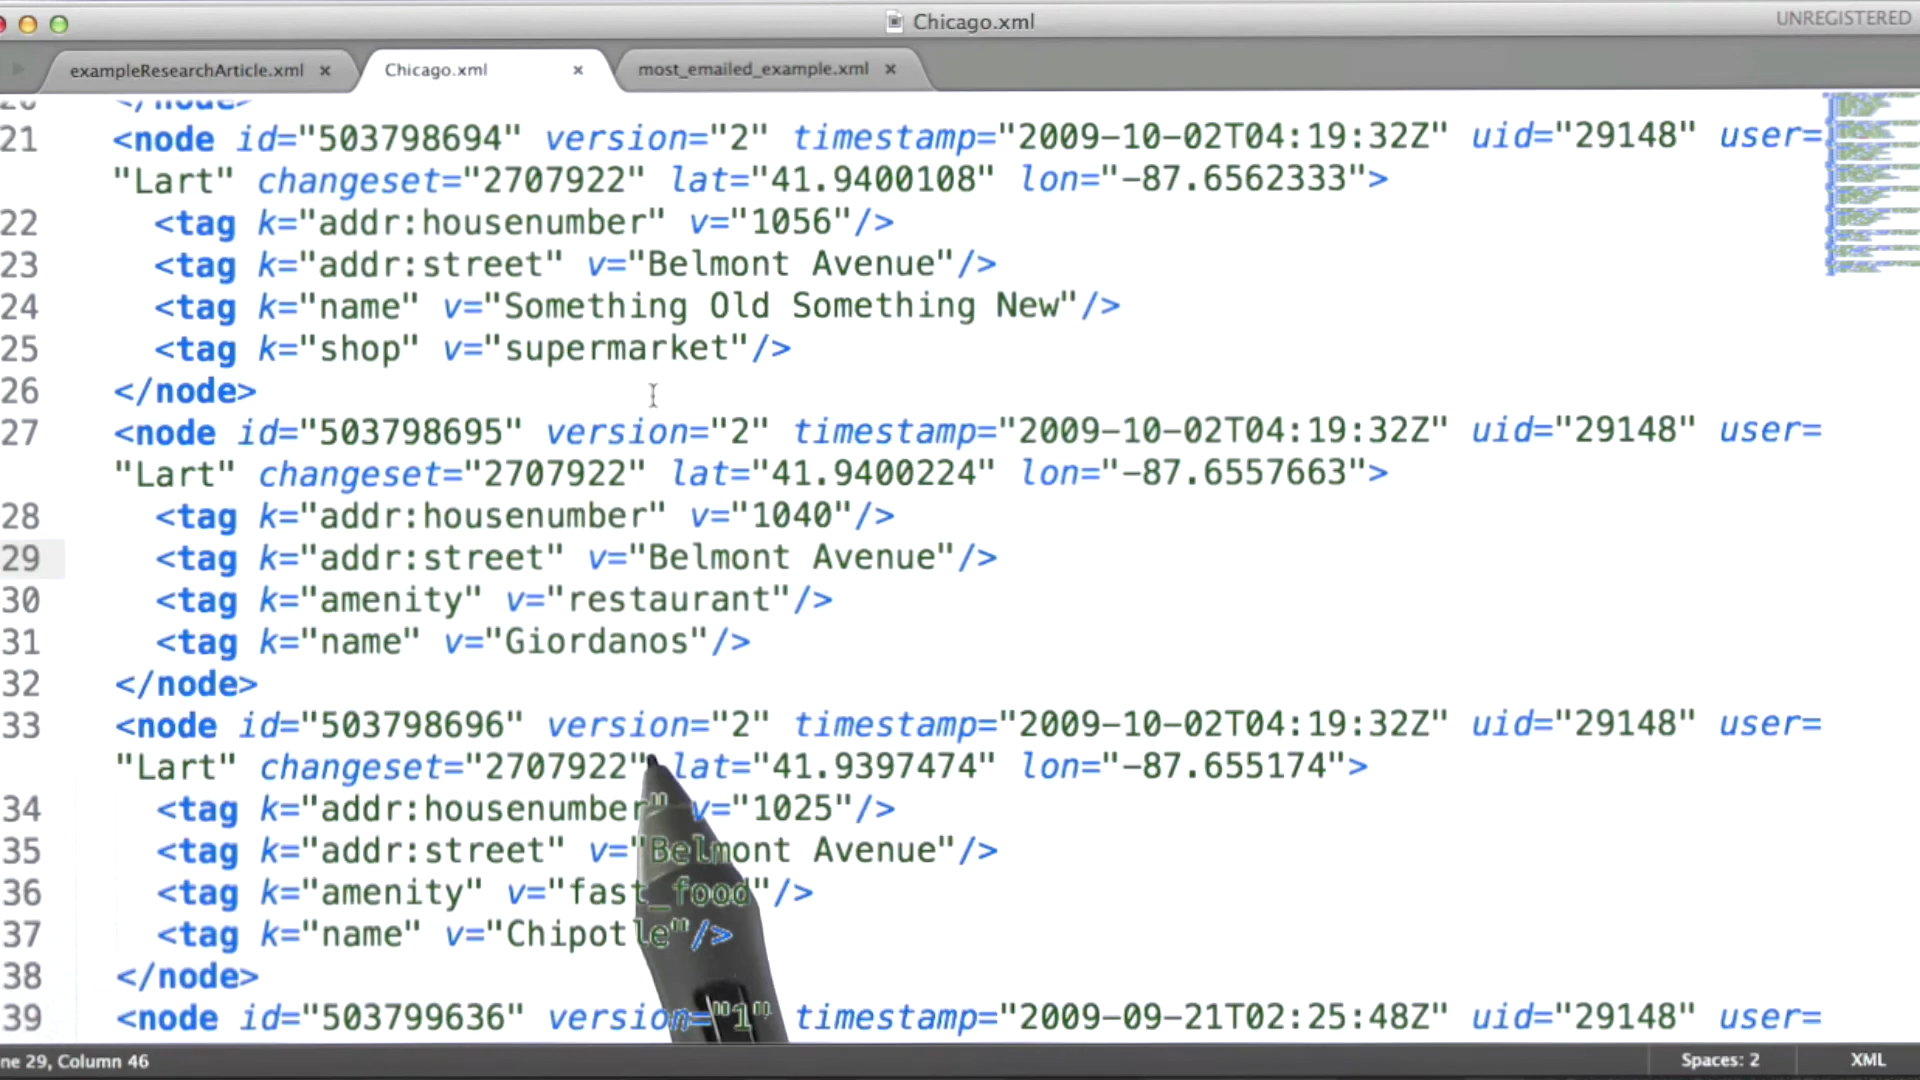 Chicago.xml
UNREGISTERED
exampleResearchArticle.xml ×
Chicago.xml ×
most_emailed_example.xml ×
20 </node>
21 <node id="503798694" version="2" timestamp="2009-10-02T04:19:32Z" uid="29148" user=
"Lart" changeset="2707922" lat="41.9400108" lon="-87.6562333">
22 <tag k="addr:housenumber" v="1056"/>
23 <tag k="addr:street" v="Belmont Avenue"/>
24 <tag k="name" v="Something Old Something New"/>
25 <tag k="shop" v="supermarket"/>
26 </node>
27 <node id="503798695" version="2" timestamp="2009-10-02T04:19:32Z" uid="29148" user=
"Lart" changeset="2707922" lat="41.9400224" lon="-87.6557663">
28 <tag k="addr:housenumber" v="1040"/>
29 <tag k="addr:street" v="Belmont Avenue"/>
30 <tag k="amenity" v="restaurant"/>
31 <tag k="name" v="Giordanos"/>
32 </node>
33 <node id="503798696" version="2" timestamp="2009-10-02T04:19:32Z" uid="29148" user=
"Lart" changeset="2707922" lat="41.9397474" lon="-87.655174">
34 <tag k="addr:housenumber" v="1025"/>
35 <tag k="addr:street" v="Belmont Avenue"/>
36 <tag k="amenity" v="fast_food"/>
37 <tag k="name" v="Chipotle"/>
38 </node>
39 <node id="503799636" version="1" timestamp="2009-09-21T02:25:48Z" uid="29148" user=
ne 29, Column 46
Spaces: 2
XML